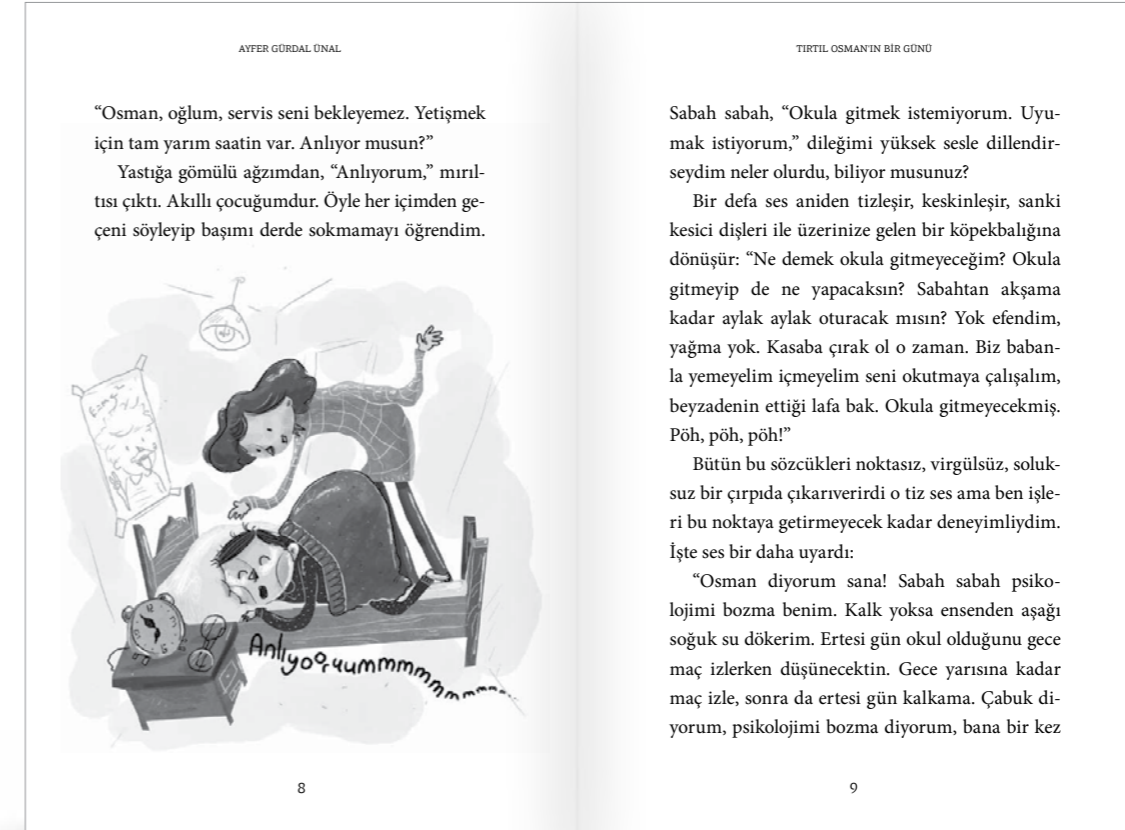 AYFER GÜRDAL ÜNAL
“Osman, oğlum, servis seni bekleyemez. Yetişmek
için tam yarım saatin var. Anlıyor musun?”
Yastığa gömülü ağzımdan, “Anlıyorum,” mırıl-
tısı çıktı. Akıllı çocuğumdur. Öyle her içimden ge-
çeni söyleyip başımı derde sokmamayı öğrendim.
Anlıyooruummmmmmmmmmm
8
TIRTIL OSMAN'IN BİR GÜNÜ
Sabah sabah, “Okula gitmek istemiyorum. Uyu-
mak istiyorum,” dileğimi yüksek sesle dillendir-
seydim neler olurdu, biliyor musunuz?
Bir defa ses aniden tizleşir, keskinleşir, sanki
kesici dişleri ile üzerinize gelen bir köpekbalığına
dönüşür: “Ne demek okula gitmeyeceğim? Okula
gitmeyip de ne yapacaksın? Sabahtan akşama
kadar aylak aylak oturacak mısın? Yok efendim,
yağma yok. Kasaba çırak ol o zaman. Biz baban-
la yemeyelim içmeyelim seni okutmaya çalışalım,
beyzadenin ettiği lafa bak. Okula gitmeyecekmiş.
Pöh, pöh, pöh!”
Bütün bu sözcükleri noktasız, virgülsüz, soluk-
suz bir çırpıda çıkarıverirdi o tiz ses ama ben işle-
ri bu noktaya getirmeyecek kadar deneyimliydim.
İşte ses bir daha uyardı:
“Osman diyorum sana! Sabah sabah psiko-
lojimi bozma benim. Kalk yoksa ensenden aşağı
soğuk su dökerim. Ertesi gün okul olduğunu gece
maç izlerken düşünecektin. Gece yarısına kadar
maç izle, sonra da ertesi gün kalkama. Çabuk di-
yorum, psikolojimi bozma diyorum, bana bir kez
9